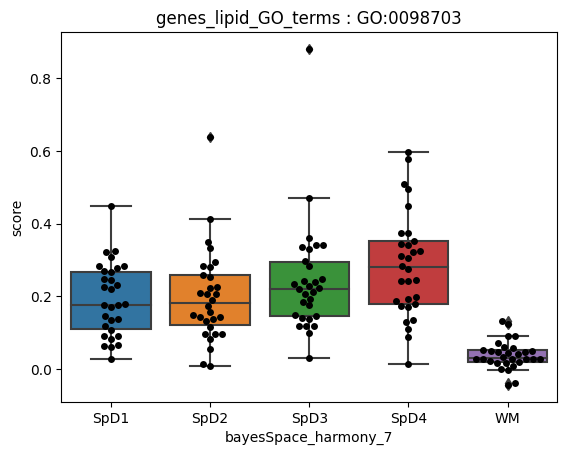 genes_lipid_GO_terms : GO:0098703
0.8
0.6
0.4
0.2
0.0
score
SpD1 SpD2 SpD3 SpD4 WM
bayesSpace_harmony_7